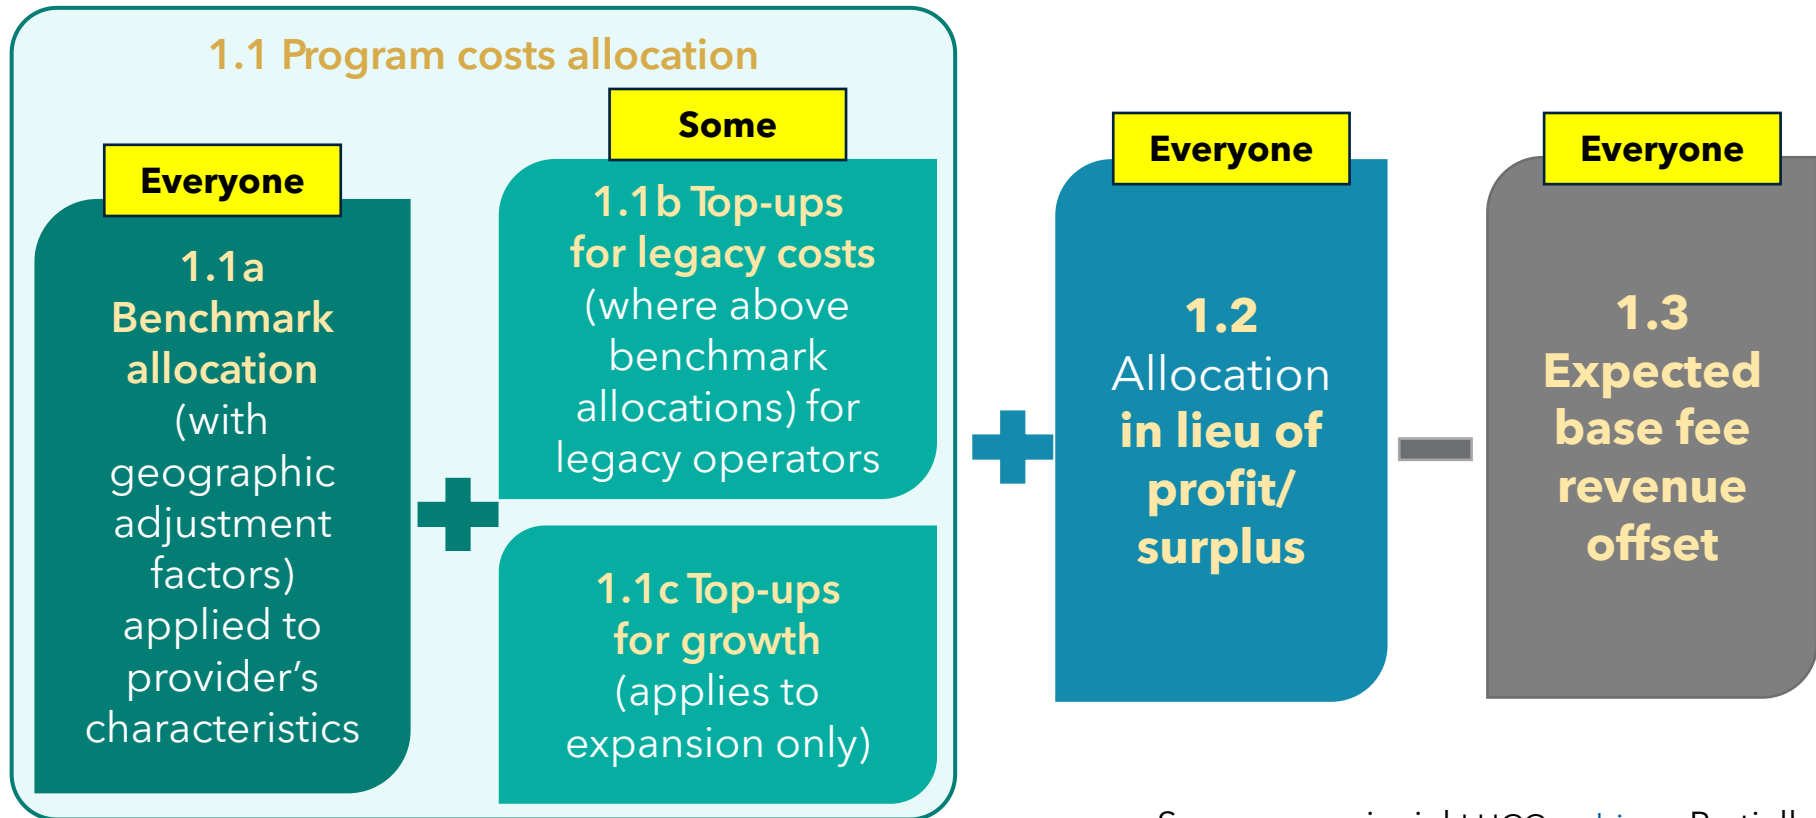 1.1 Program costs allocation
Everyone
1.1a
Benchmark
allocation
(with
geographic
adjustment
factors)
applied to
provider’s
characteristics
Some
1.1b Top-ups
for legacy costs
(where above
benchmark
allocations) for
legacy operators
1.1c Top-ups
for growth
(applies to
expansion only)
Everyone
1.2
Allocation
in lieu of
profit/
surplus
Everyone
1.3
Expected
base fee
revenue
offset